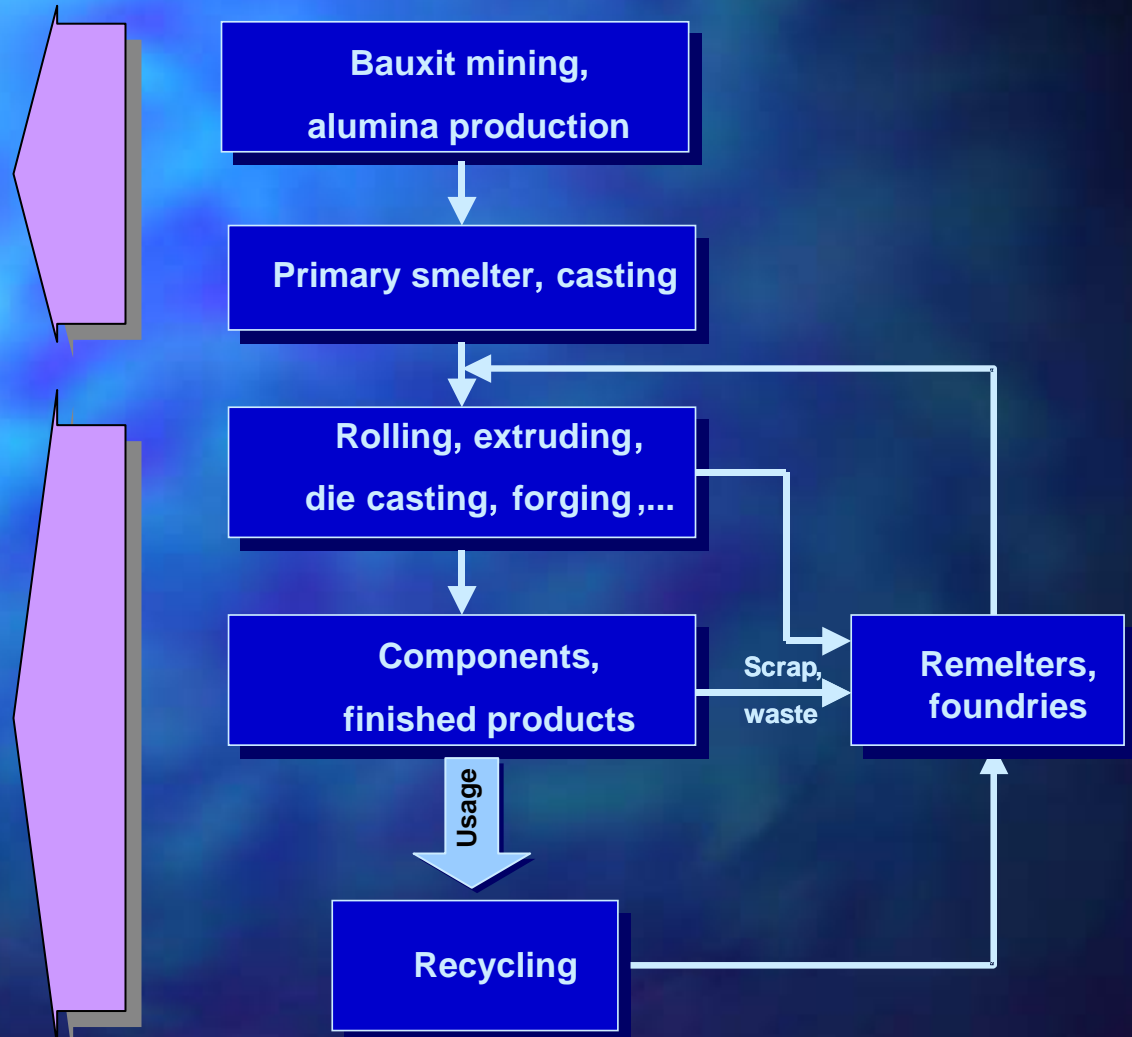 Bauxit mining,
alumina production
Primary smelter, casting
Rolling, extruding,
die casting, forging,...
Components,
finished products
Scrap,
waste
Remelters,
foundries
Usage
Recycling